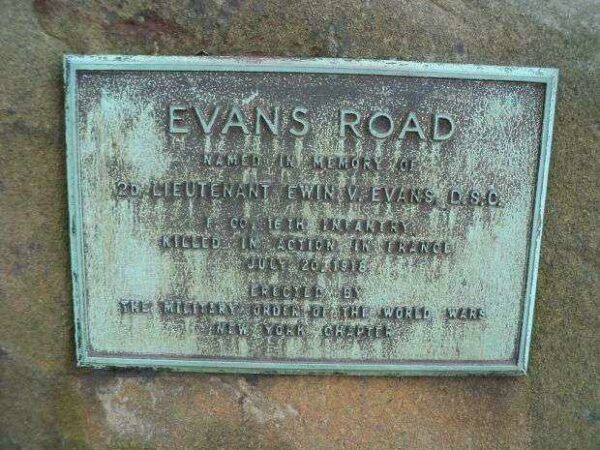 EVANS ROAD
NAMED IN MEMORY OF
2D. LIEUTENANT EWIN V. EVANS, D.S.C.
F. CO. 16TH INFANTRY
KILLED IN ACTION IN FRANCE
JULY 20, 1918
ERECTED BY
THE MILITARY ORDER OF THE WORLD WARS
NEW YORK CHAPTER